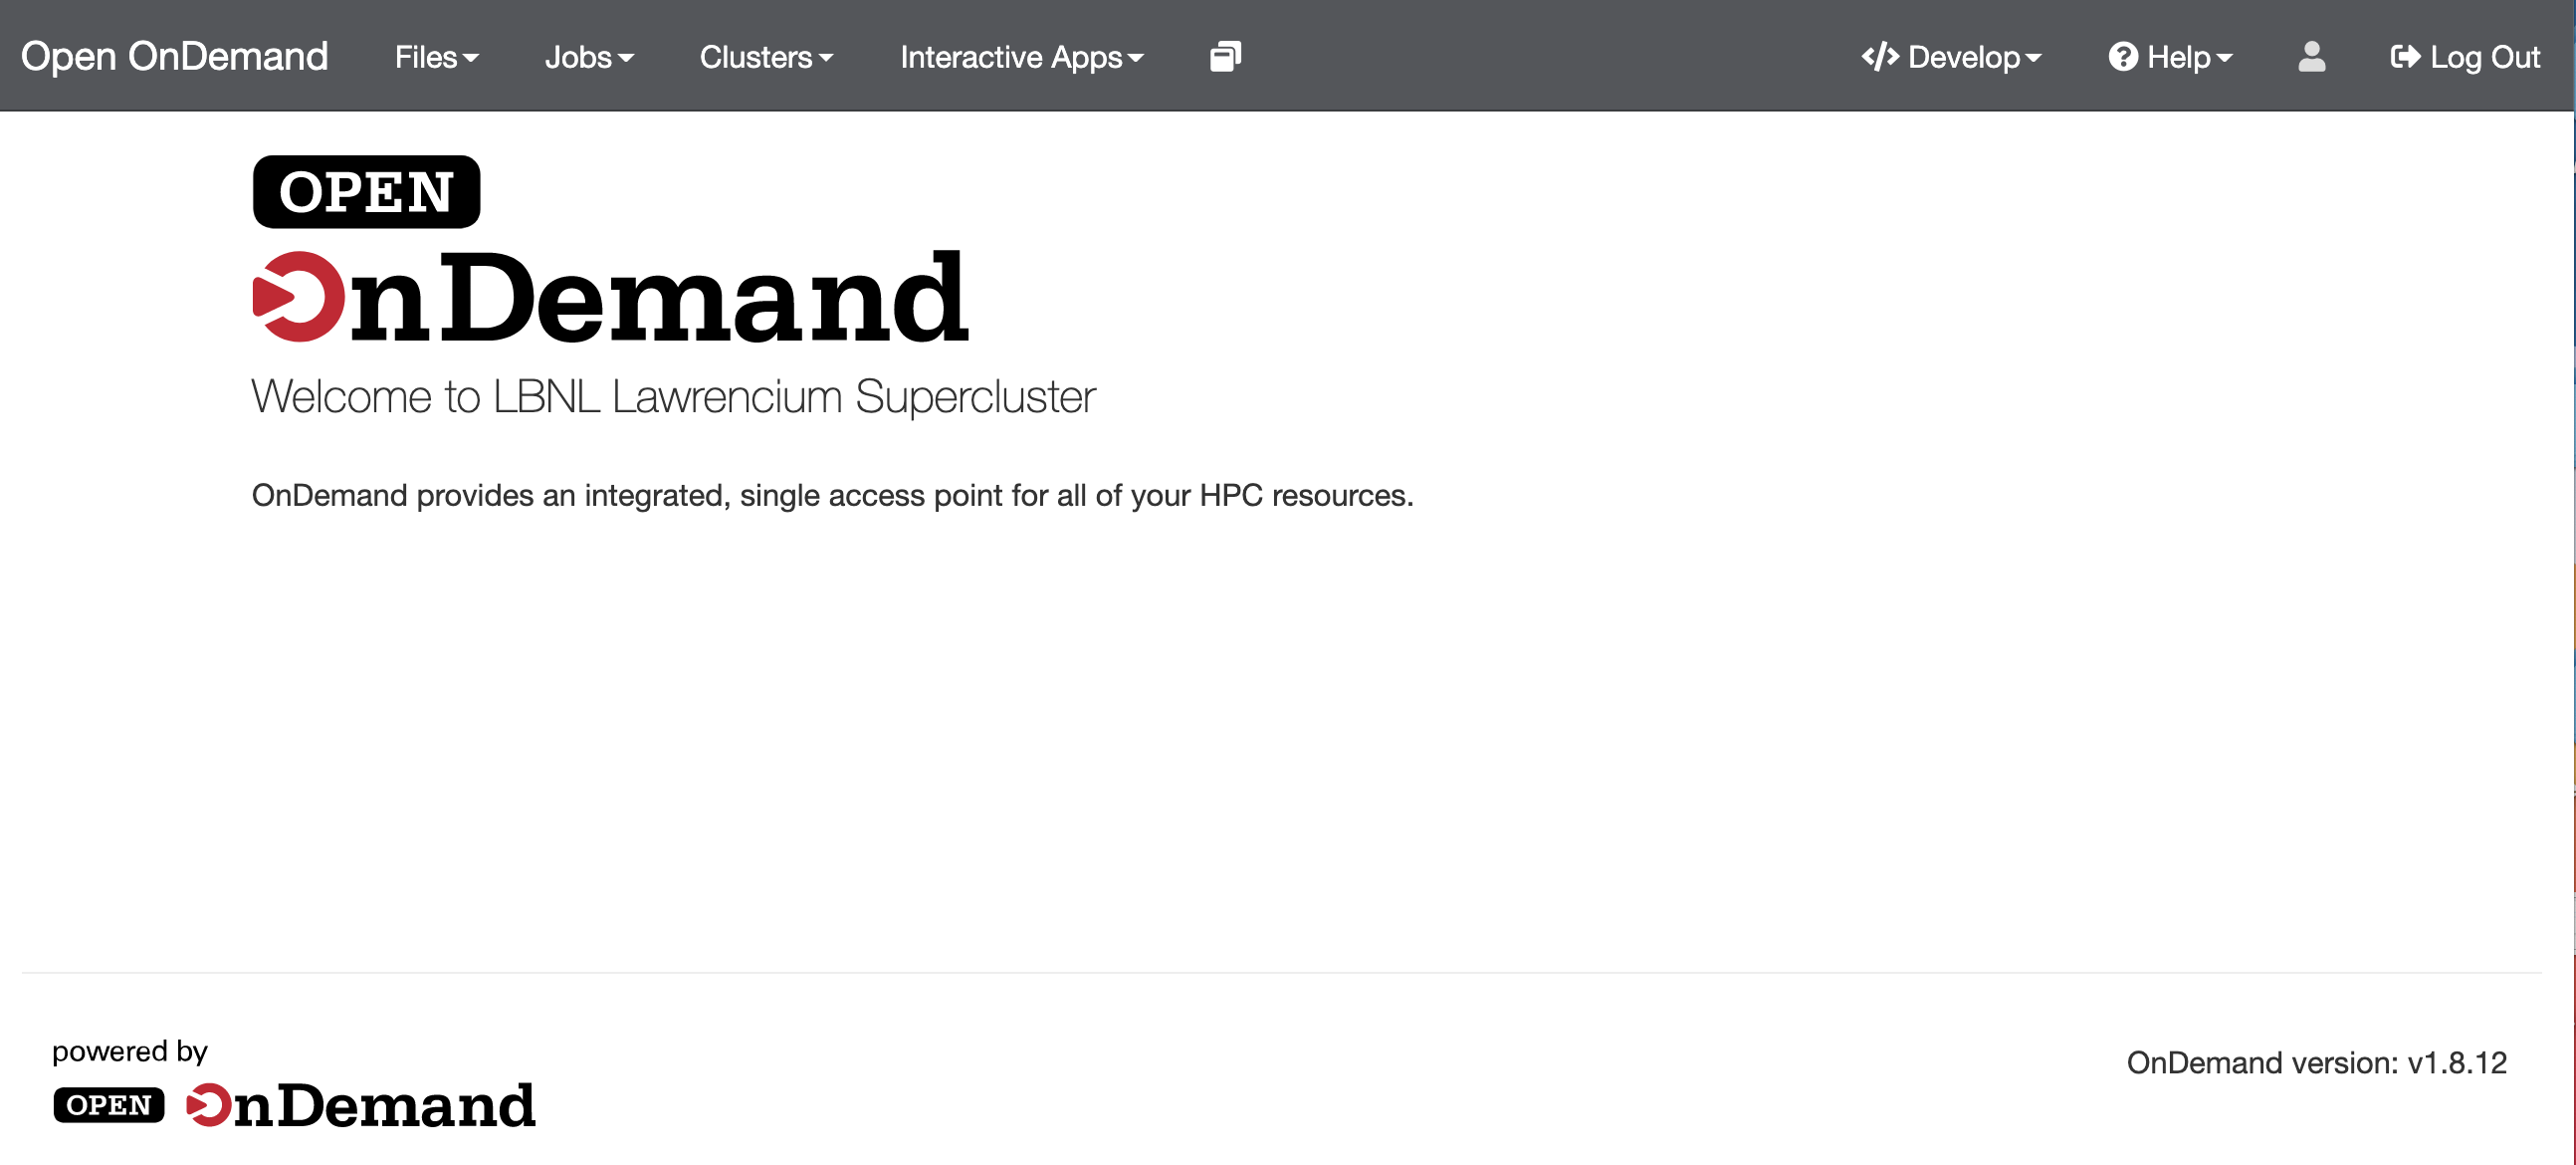 Open OnDemand Files Jobs Clusters Interactive Apps </> Develop Help Log Out
OPEN
OnDemand
Welcome to LBNL Lawrencium Supercluster
OnDemand provides an integrated, single access point for all of your HPC resources.
powered by
OPEN OnDemand
OnDemand version: v1.8.12